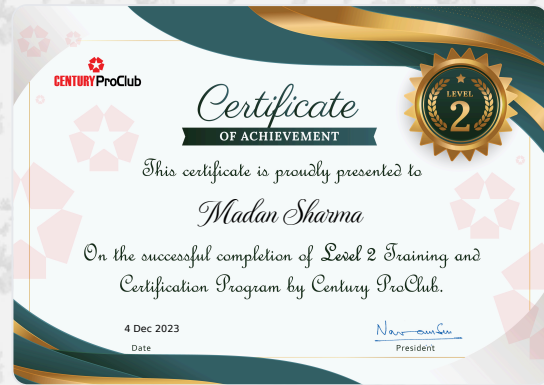 CENTURY ProClub
Certificate
OF ACHIEVEMENT
LEVEL
2
This certificate is proudly presented to
Madan Sharma
On the successful completion of Level 2 Training and
Certification Program by Century ProClub.
4 Dec 2023
Date
President